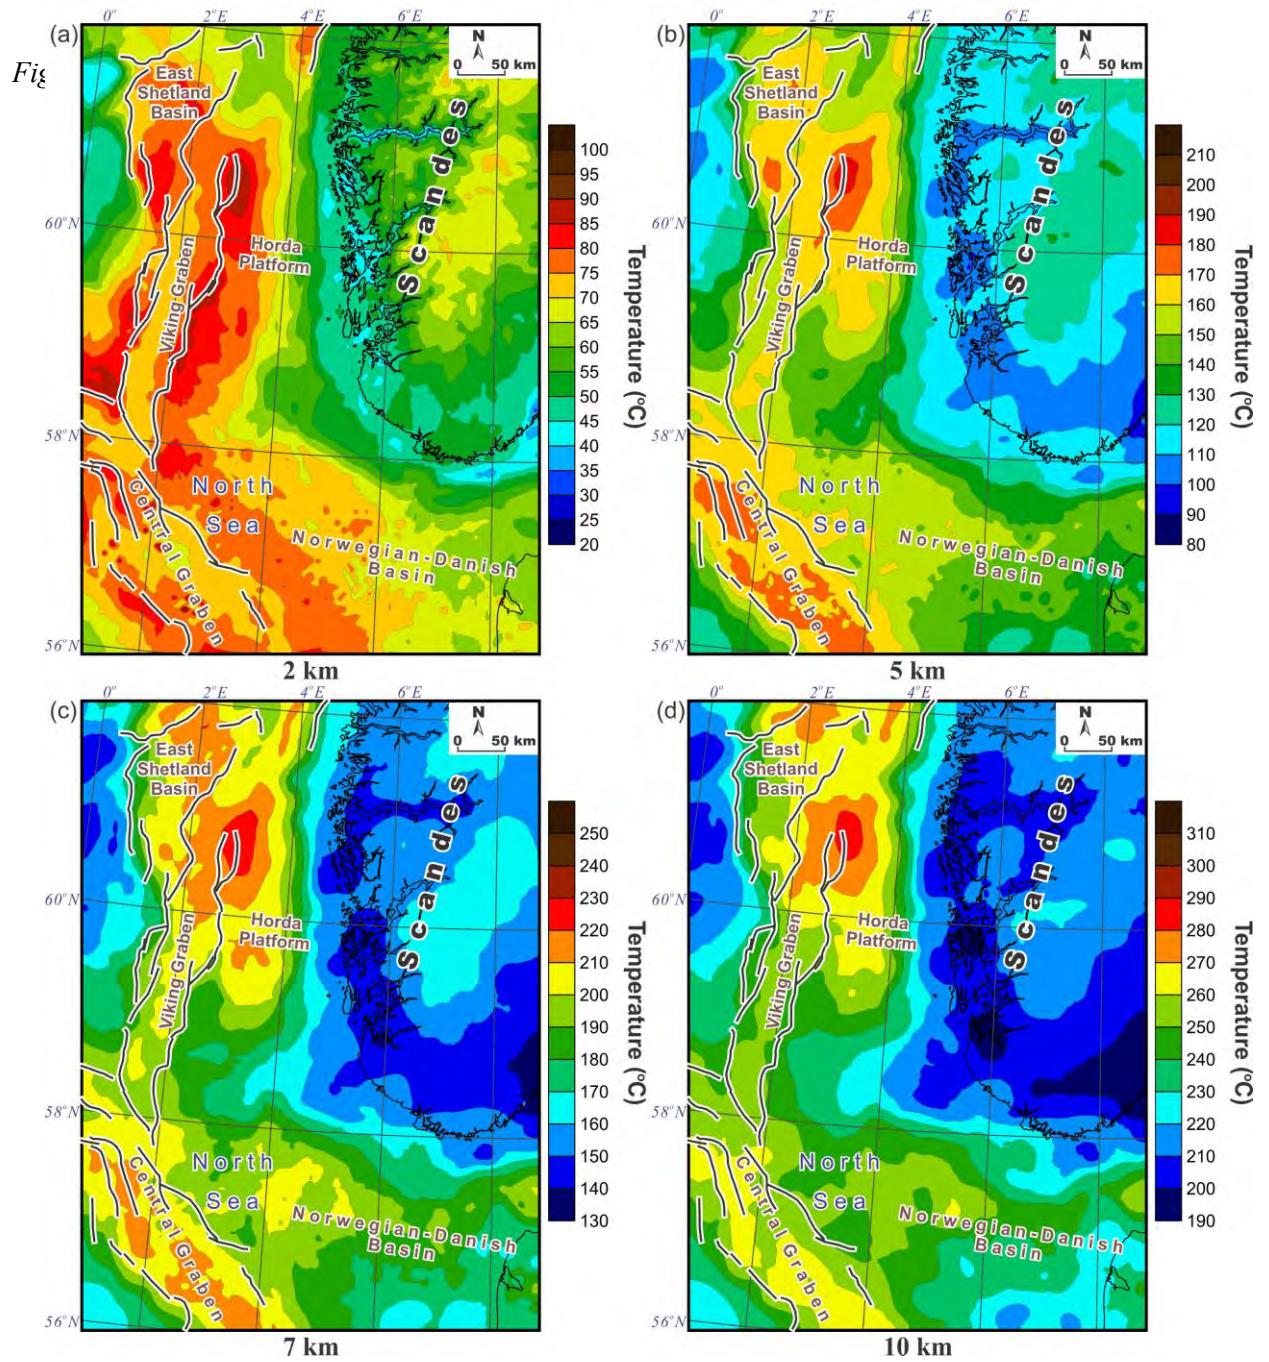 0° 2°E 4°E 6°E
(a)
N
0 50 km
Fig
East
Shetland
Basin
Scandes
60°N
Viking Graben
Horda
Platform
58°N
North
Sea
Central Graben
Norwegian-Danish
Basin
56°N
2 km
100
95
90
85
80
75
70
65
60
55
50
45
40
35
30
25
20
Temperature (°C)
0° 2°E 4°E 6°E
(b)
N
0 50 km
East
Shetland
Basin
Scandes
60°N
Viking Graben
Horda
Platform
58°N
North
Sea
Central Graben
Norwegian-Danish
Basin
56°N
5 km
210
200
190
180
170
160
150
140
130
120
110
100
90
80
Temperature (°C)
0° 2°E 4°E 6°E
(c)
N
0 50 km
East
Shetland
Basin
Scandes
60°N
Viking Graben
Horda
Platform
58°N
North
Sea
Central Graben
Norwegian-Danish
Basin
56°N
7 km
250
240
230
220
210
200
190
180
170
160
150
140
130
Temperature (°C)
0° 2°E 4°E 6°E
(d)
N
0 50 km
East
Shetland
Basin
Scandes
60°N
Viking Graben
Horda
Platform
58°N
North
Sea
Central Graben
Norwegian-Danish
Basin
56°N
10 km
310
300
290
280
270
260
250
240
230
220
210
200
190
Temperature (°C)